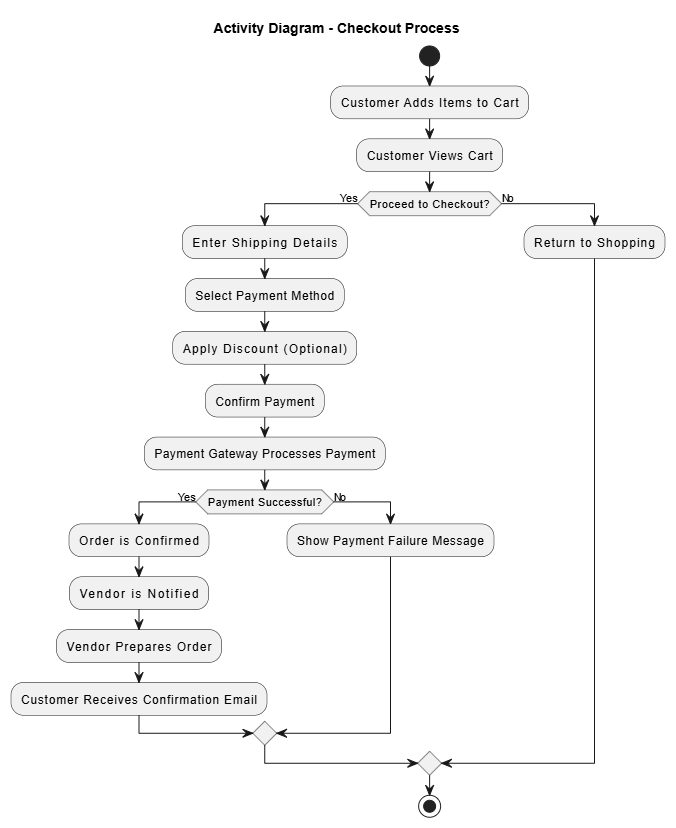 Activity Diagram - Checkout Process
Customer Adds Items to Cart
Customer Views Cart
Yes
Proceed to Checkout?
No
Enter Shipping Details
Return to Shopping
Select Payment Method
Apply Discount (Optional)
Confirm Payment
Payment Gateway Processes Payment
Yes
Payment Successful?
No
Order is Confirmed
Show Payment Failure Message
Vendor is Notified
Vendor Prepares Order
Customer Receives Confirmation Email